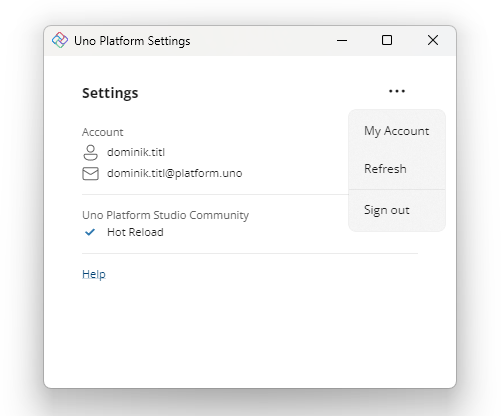 Uno Platform Settings
Settings
My Account
Refresh
Sign out
Account
dominik.titl
dominik.titl@platform.uno
Uno Platform Studio Community
Hot Reload
Help